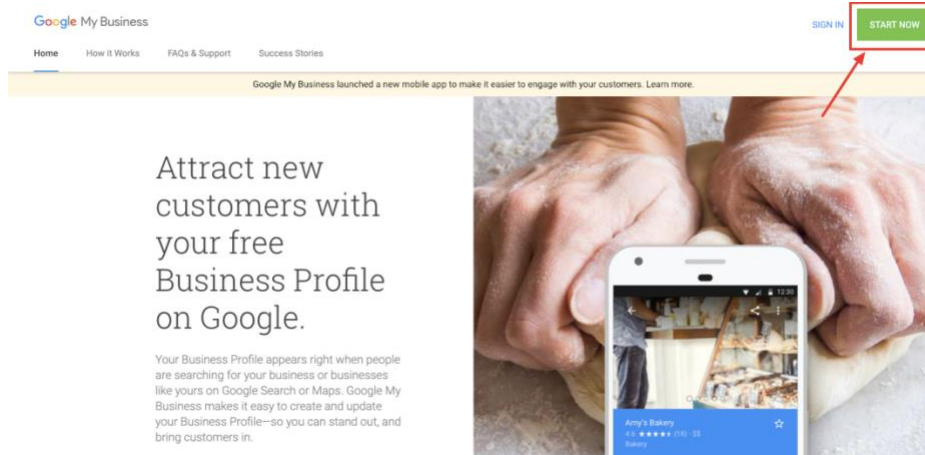 Google My Business
SIGN IN
START NOW
Home
How it Works
FAQs & Support
Success Stories
Google My Business launched a new mobile app to make it easier to engage with your customers. Learn more.
Attract new
customers with
your free
Business Profile
on Google.
Your Business Profile appears right when people
are searching for your business or businesses
like yours on Google Search or Maps. Google My
Business makes it easy to create and update
your Business Profile—so you can stand out, and
bring customers in.
12:30
Amy's Bakery
4.6 ★★★★★ (18) · $$
Bakery